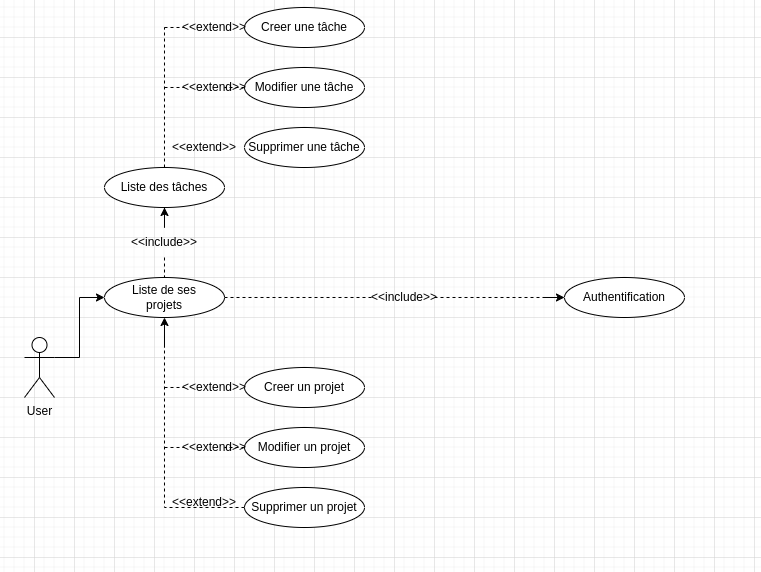 <<extend>> Creer une tâche
<<extend>> Modifier une tâche
<<extend>> Supprimer une tâche
Liste des tâches
<<include>>
Liste de ses
projets
<<include>>
Authentification
User
<<extend>> Creer un projet
<<extend>> Modifier un projet
<<extend>> Supprimer un projet